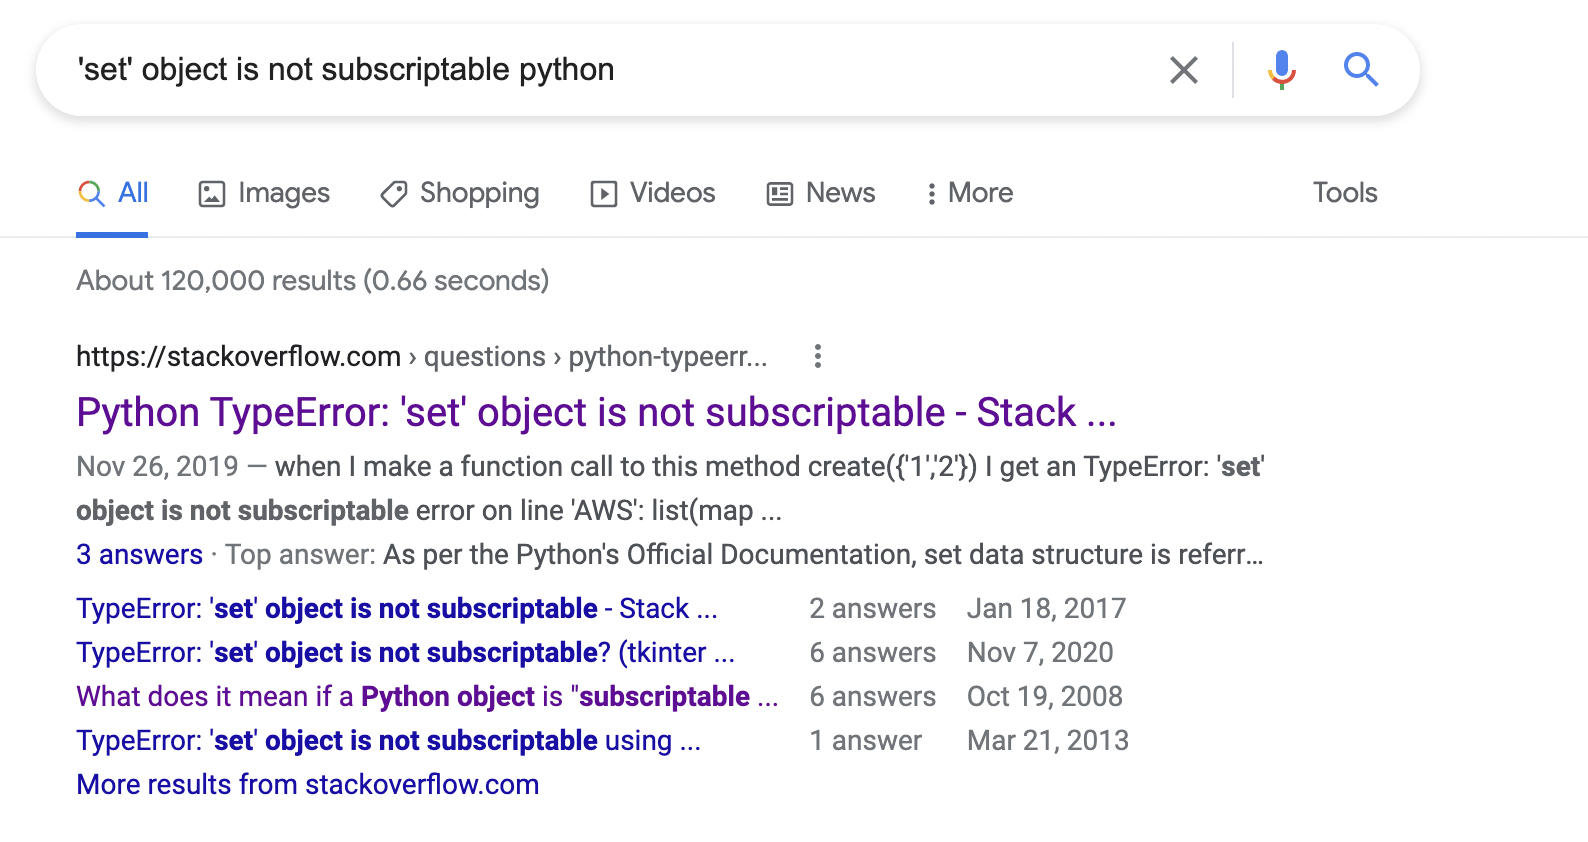 'set' object is not subscriptable python
All Images Shopping Videos News More Tools
About 120,000 results (0.66 seconds)
https://stackoverflow.com › questions › python-typeerr...
Python TypeError: 'set' object is not subscriptable - Stack ...
Nov 26, 2019 — when I make a function call to this method create({'1','2'}) I get an TypeError: 'set'
object is not subscriptable error on line 'AWS': list(map ...
3 answers · Top answer: As per the Python's Official Documentation, set data structure is referr...
TypeError: 'set' object is not subscriptable - Stack ... 2 answers Jan 18, 2017
TypeError: 'set' object is not subscriptable? (tkinter ... 6 answers Nov 7, 2020
What does it mean if a Python object is "subscriptable ... 6 answers Oct 19, 2008
TypeError: 'set' object is not subscriptable using ... 1 answer Mar 21, 2013
More results from stackoverflow.com